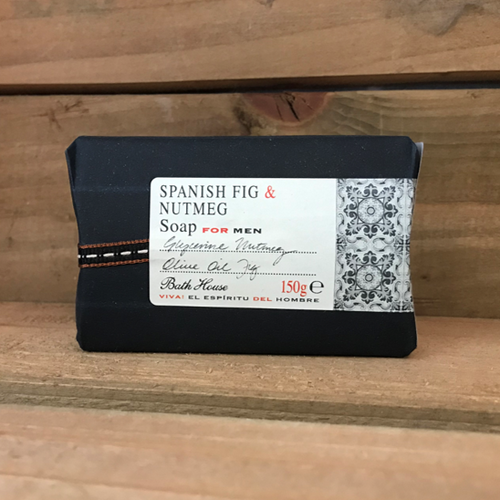 SPANISH FIG &
NUTMEG
Soap FOR MEN
Glycerine Nutmeg
Olive Oil Fig
Bath House 150g ℮
VIVA! EL ESPÍRITU DEL HOMBRE